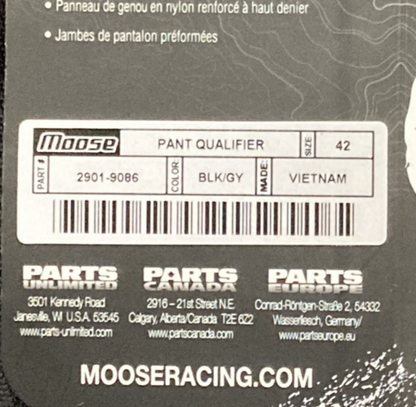 • Panneau de genou en nylon renforcé à haut denier
• Jambes de pantalon préformées
Moose PANT QUALIFIER SIZE 42
PART # 2901-9086 COLOR: BLK/GY MADE: VIETNAM
PARTS UNLIMITED
3501 Kennedy Road
Janesville, WI U.S.A. 53545
www.parts-unlimited.com
PARTS CANADA
2916 – 21st Street N.E.
Calgary, Alberta/Canada T2E 6Z2
www.partscanada.com
PARTS EUROPE
Conrad-Röntgen-Straße 2, 54332
Wasserliesch, Germany/
www.partseurope.eu
MOOSERACING.COM